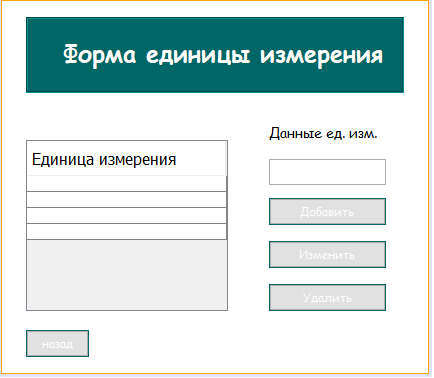 Форма единицы измерения
Данные ед. изм.
Единица измерения
Добавить
Изменить
Удалить
назад